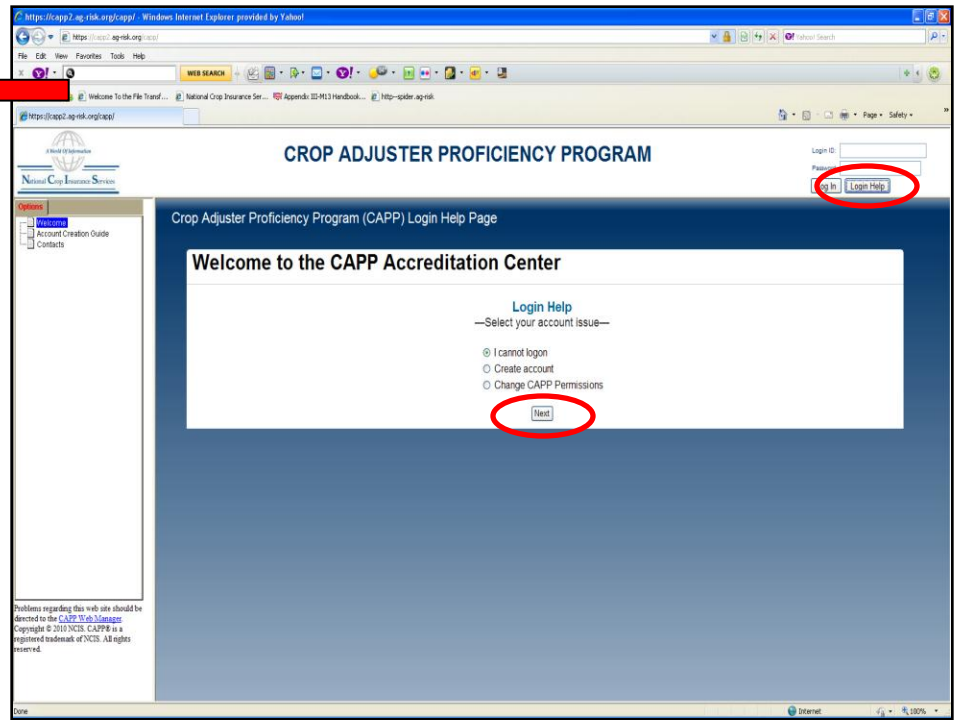 https://capp2.ag-risk.org/capp/ - Windows Internet Explorer provided by Yahoo!
https://capp2.ag-risk.org/capp/
Yahoo! Search
File Edit View Favorites Tools Help
WEB SEARCH
Welcome To the File Transf... National Crop Insurance Ser... Appendix III-M13 Handbook... http--spider.ag-risk
https://capp2.ag-risk.org/capp/
Page Safety
A World Of Information
National Crop Insurance Services
CROP ADJUSTER PROFICIENCY PROGRAM
Login ID:
Password:
Log In Login Help
Options
Welcome
Account Creation Guide
Contacts
Crop Adjuster Proficiency Program (CAPP) Login Help Page
Welcome to the CAPP Accreditation Center
Login Help
—Select your account issue—
I cannot logon
Create account
Change CAPP Permissions
Next
Problems regarding this web site should be
directed to the CAPP Web Manager.
Copyright © 2010 NCIS. CAPP® is a
registered trademark of NCIS. All rights
reserved.
Done
Internet
100%